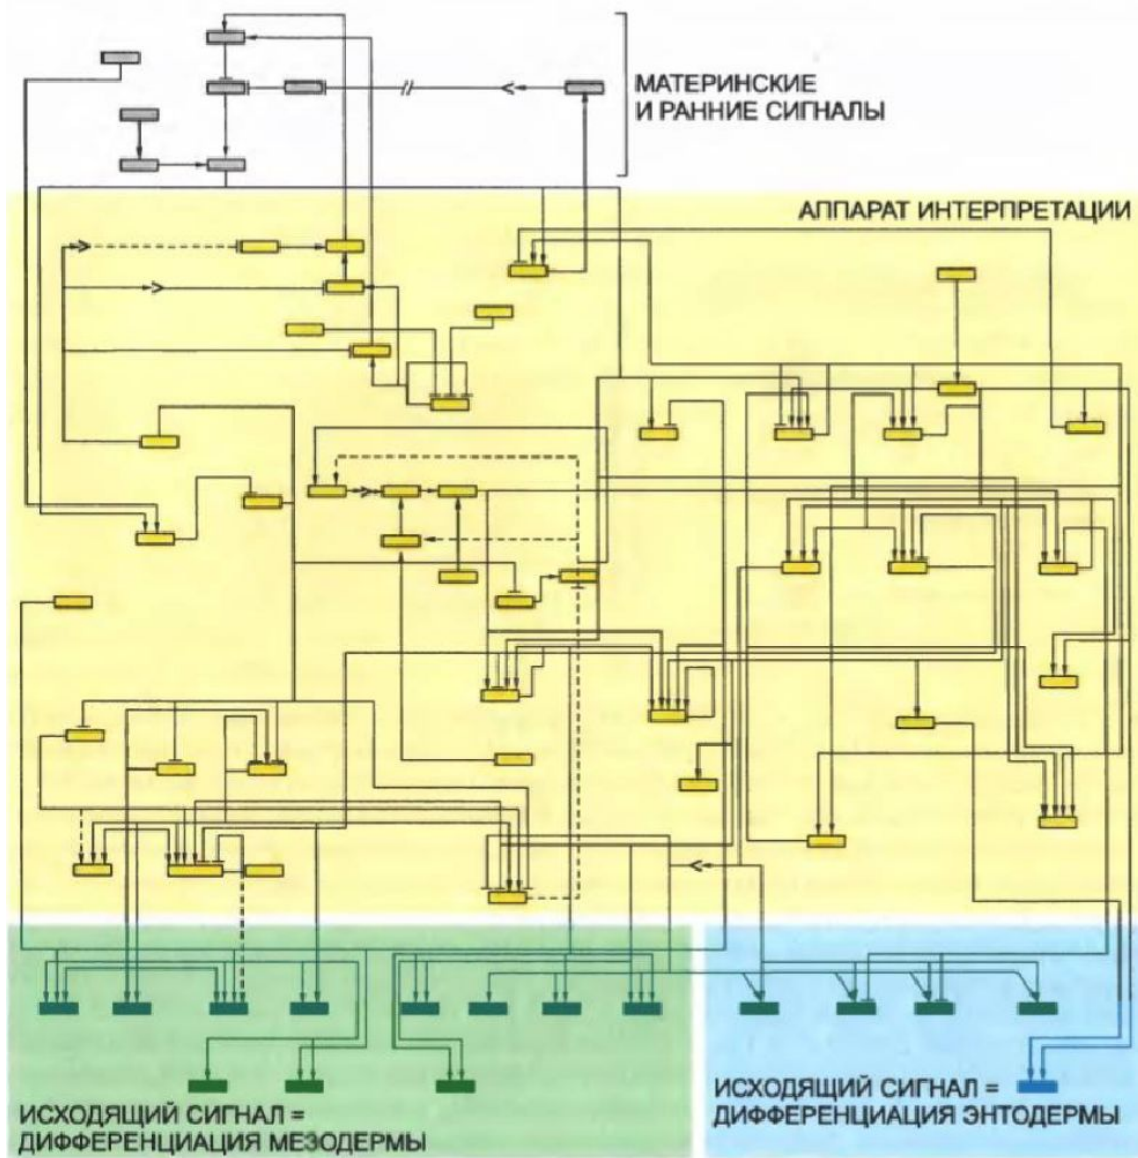 МАТЕРИНСКИЕ
И РАННИЕ СИГНАЛЫ
АППАРАТ ИНТЕРПРЕТАЦИИ
ИСХОДЯЩИЙ СИГНАЛ =
ДИФФЕРЕНЦИАЦИЯ МЕЗОДЕРМЫ
ИСХОДЯЩИЙ СИГНАЛ =
ДИФФЕРЕНЦИАЦИЯ ЭНТОДЕРМЫ